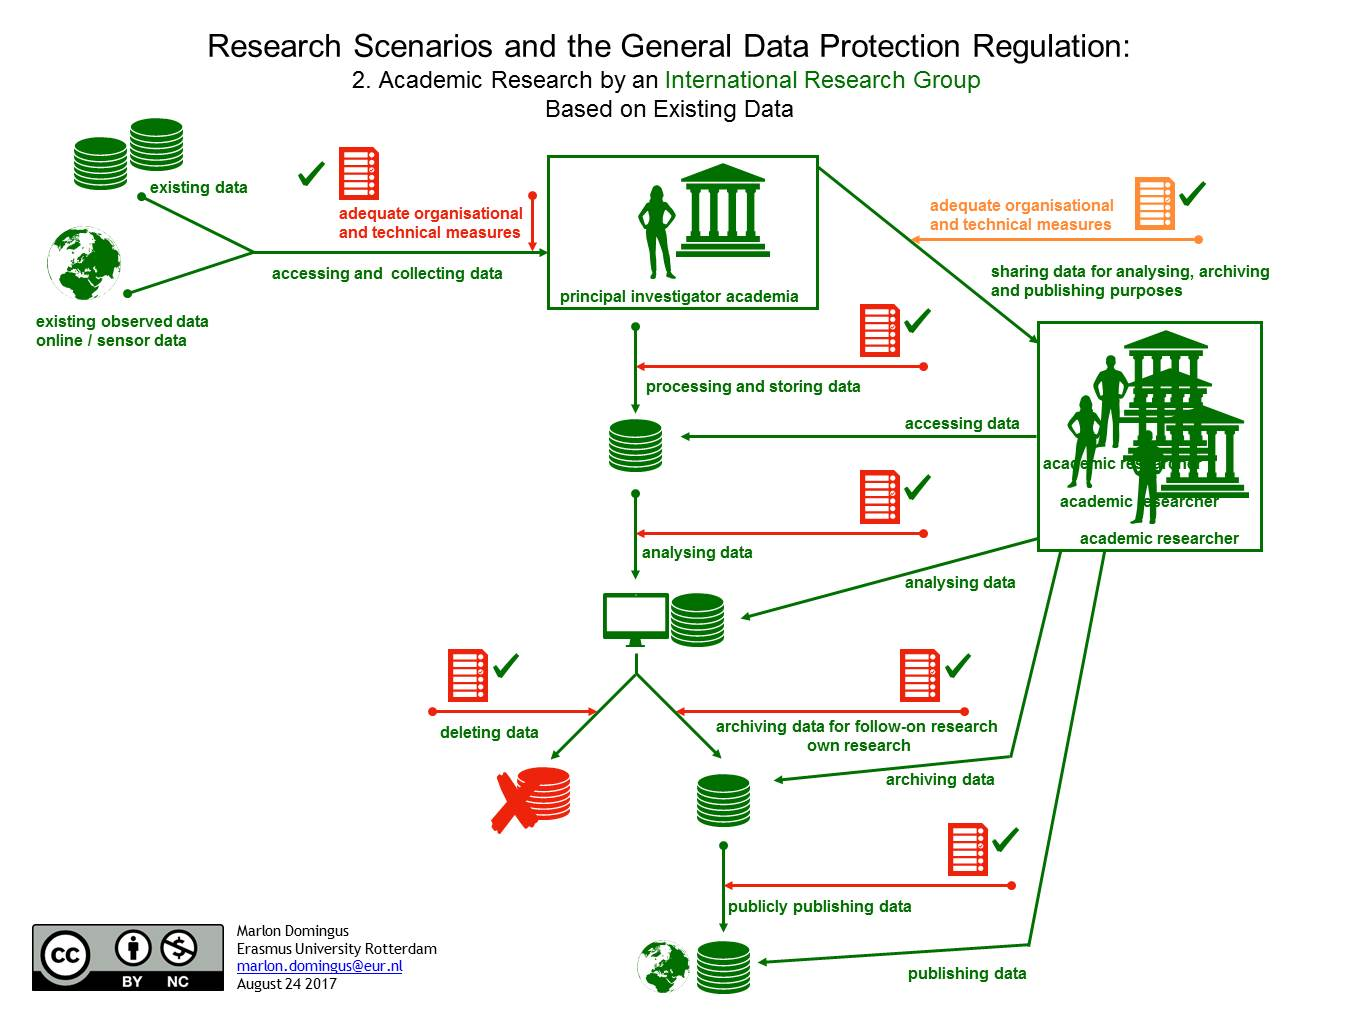 Research Scenarios and the General Data Protection Regulation:
2. Academic Research by an International Research Group
Based on Existing Data
existing data
adequate organisational
and technical measures
accessing and collecting data
existing observed data
online / sensor data
principal investigator academia
adequate organisational
and technical measures
sharing data for analysing, archiving
and publishing purposes
processing and storing data
accessing data
academic researcher
academic researcher
academic researcher
analysing data
analysing data
deleting data
archiving data for follow-on research
own research
archiving data
publicly publishing data
publishing data
cc
BY NC
Marlon Domingus
Erasmus University Rotterdam
marlon.domingus@eur.nl
August 24 2017